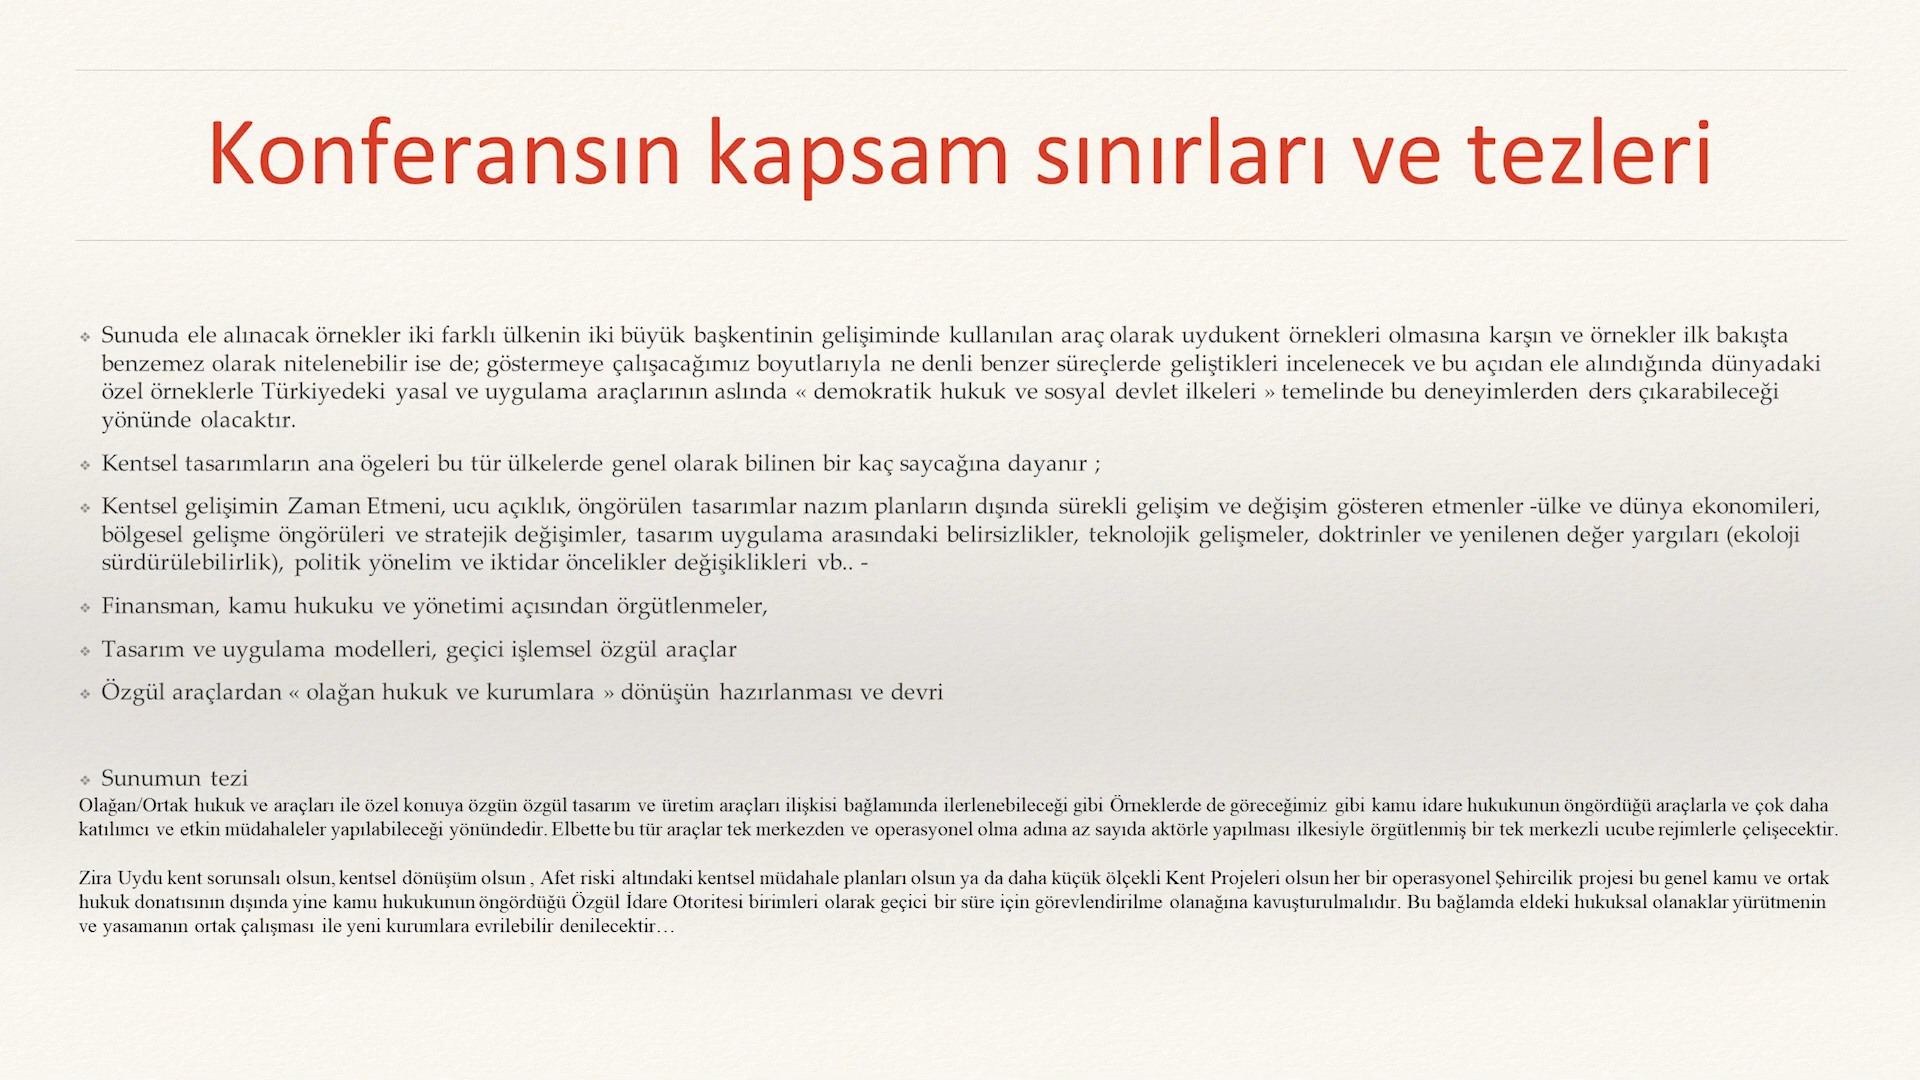 Konferansın kapsam sınırları ve tezleri
Sunuda ele alınacak örnekler iki farklı ülkenin iki büyük başkentinin gelişiminde kullanılan araç olarak uydukent örnekleri olmasına karşın ve örnekler ilk bakışta
benzemez olarak nitelenebilir ise de; göstermeye çalışacağımız boyutlarıyla ne denli benzer süreçlerde geliştikleri incelenecek ve bu açıdan ele alındığında dünyadaki
özel örneklerle Türkiyedeki yasal ve uygulama araçlarının aslında « demokratik hukuk ve sosyal devlet ilkeleri » temelinde bu deneyimlerden ders çıkarabileceği
yönünde olacaktır.
Kentsel tasarımların ana ögeleri bu tür ülkelerde genel olarak bilinen bir kaç saycağına dayanır ;
Kentsel gelişimin Zaman Etmeni, ucu açıklık, öngörülen tasarımlar nazım planların dışında sürekli gelişim ve değişim gösteren etmenler -ülke ve dünya ekonomileri,
bölgesel gelişme öngörüleri ve stratejik değişimler, tasarım uygulama arasındaki belirsizlikler, teknolojik gelişmeler, doktrinler ve yenilenen değer yargıları (ekoloji
sürdürülebilirlik), politik yönelim ve iktidar öncelikler değişiklikleri vb.. -
Finansman, kamu hukuku ve yönetimi açısından örgütlenmeler,
Tasarım ve uygulama modelleri, geçici işlemsel özgül araçlar
Özgül araçlardan « olağan hukuk ve kurumlara » dönüşün hazırlanması ve devri
Sunumun tezi
Olağan/Ortak hukuk ve araçları ile özel konuya özgün özgül tasarım ve üretim araçları ilişkisi bağlamında ilerlenebileceği gibi Örneklerde de göreceğimiz gibi kamu idare hukukunun öngördüğü araçlarla ve çok daha
katılımcı ve etkin müdahaleler yapılabileceği yönündedir. Elbette bu tür araçlar tek merkezden ve operasyonel olma adına az sayıda aktörle yapılması ilkesiyle örgütlenmiş bir tek merkezli ucube rejimlerle çelişecektir.
Zira Uydu kent sorunsalı olsun, kentsel dönüşüm olsun , Afet riski altındaki kentsel müdahale planları olsun ya da daha küçük ölçekli Kent Projeleri olsun her bir operasyonel Şehircilik projesi bu genel kamu ve ortak
hukuk donatısının dışında yine kamu hukukunun öngördüğü Özgül İdare Otoritesi birimleri olarak geçici bir süre için görevlendirilme olanağına kavuşturulmalıdır. Bu bağlamda eldeki hukuksal olanaklar yürütmenin
ve yasamanın ortak çalışması ile yeni kurumlara evrilebilir denilecektir…